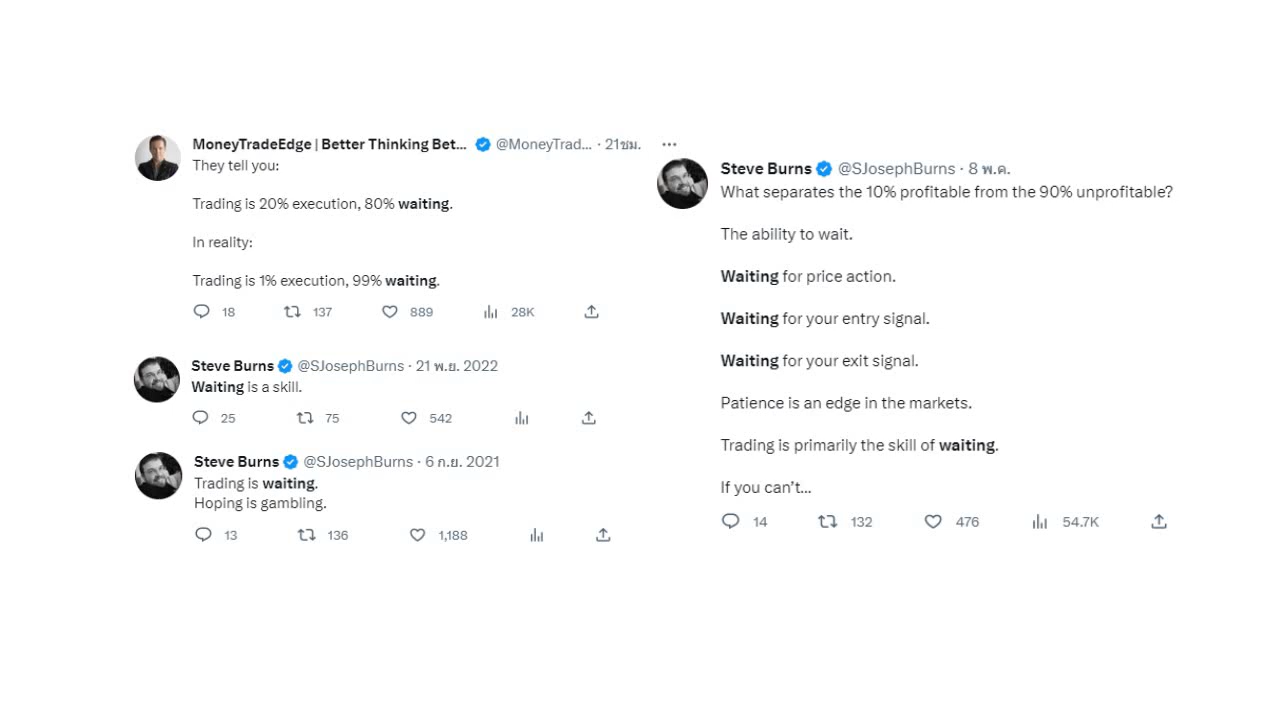 MoneyTradeEdge | Better Thinking Bet... @MoneyTrad... · 21ชม. ...
They tell you:
Trading is 20% execution, 80% waiting.
In reality:
Trading is 1% execution, 99% waiting.
18 137 889 28K
Steve Burns @SJosephBurns · 21 พ.ย. 2022
Waiting is a skill.
25 75 542
Steve Burns @SJosephBurns · 6 ก.ย. 2021
Trading is waiting.
Hoping is gambling.
13 136 1,188
Steve Burns @SJosephBurns · 8 พ.ค.
What separates the 10% profitable from the 90% unprofitable?
The ability to wait.
Waiting for price action.
Waiting for your entry signal.
Waiting for your exit signal.
Patience is an edge in the markets.
Trading is primarily the skill of waiting.
If you can’t...
14 132 476 54.7K